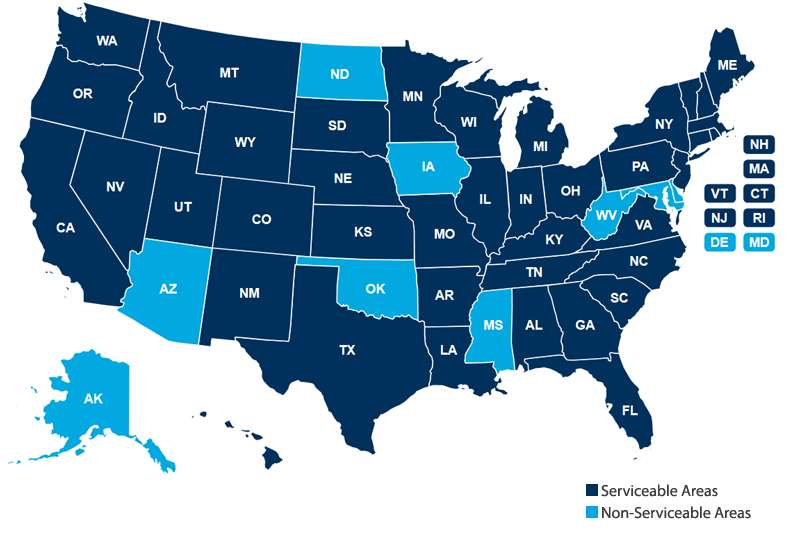 WA
ME
MT
ND
OR
MN
ID
SD
WI
NY
WY
MI
NH
IA
PA
MA
NE
NV
IL
IN
OH
VT
CT
UT
CO
WV
NJ
RI
CA
KS
MO
KY
VA
DE
MD
NC
TN
AZ
NM
OK
AR
SC
MS
AL
GA
TX
LA
AK
FL
Serviceable Areas
Non-Serviceable Areas